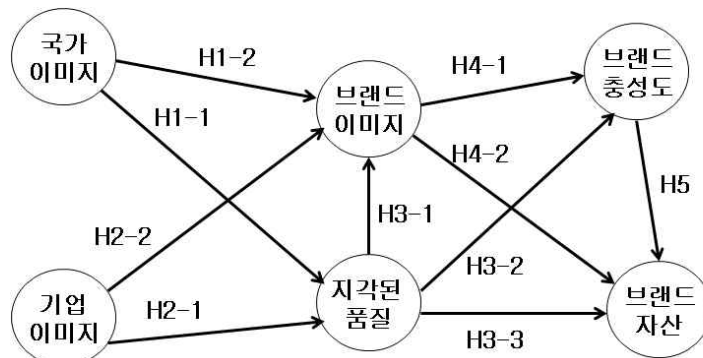 국가
이미지
H1-2
브랜드
이미지
H4-1
브랜드
충성도
H1-1
H4-2
H5
H3-1
H2-2
H3-2
기업
이미지
H2-1
지각된
품질
H3-3
브랜드
자산